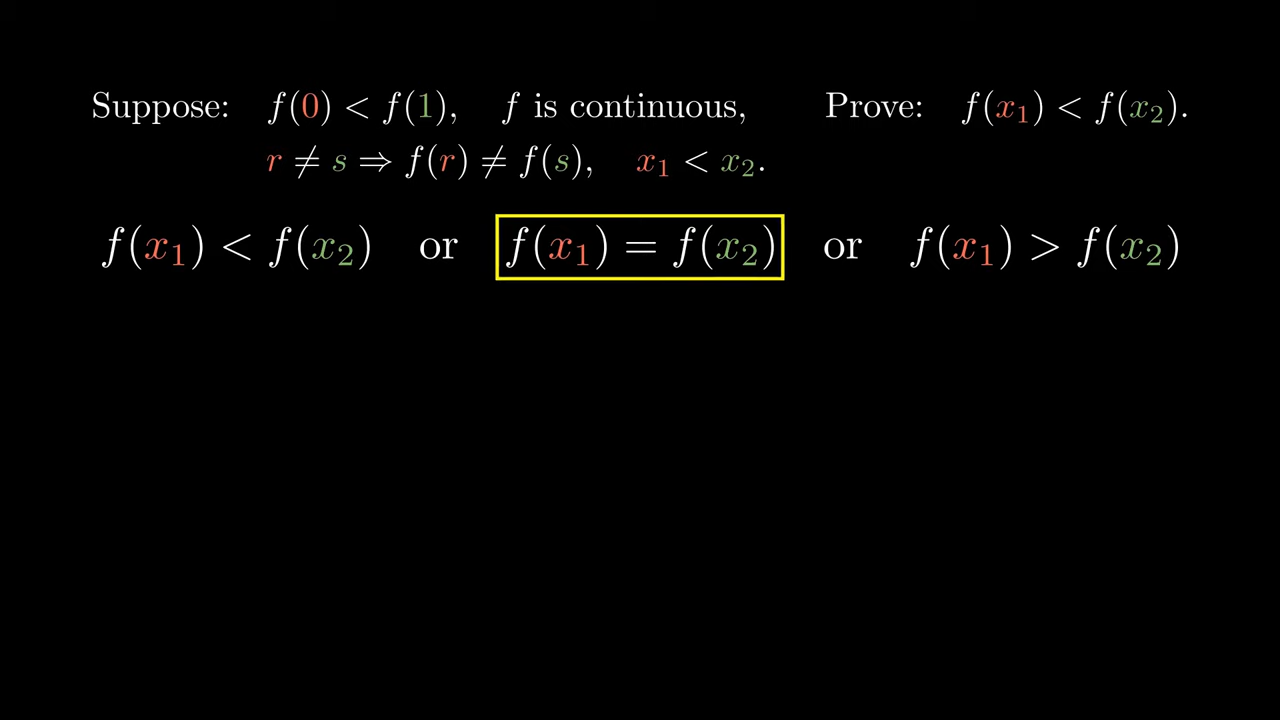 Suppose: f(0) < f(1), f is continuous, Prove: f(x₁) < f(x₂).
r ≠ s ⇒ f(r) ≠ f(s), x₁ < x₂.
f(x₁) < f(x₂) or f(x₁) = f(x₂) or f(x₁) > f(x₂)